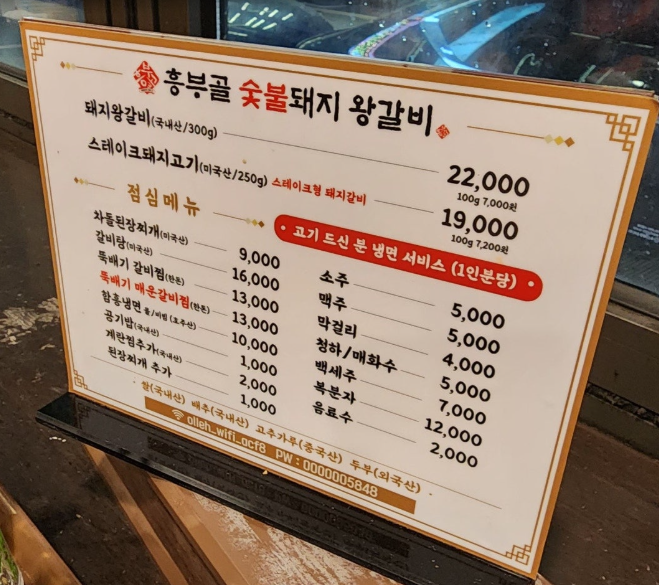 흥부골 숯불돼지 왕갈비
돼지왕갈비(국내산/300g) 22,000
100g 7,000원
스테이크돼지고기(미국산/250g) 스테이크형 돼지갈비 19,000
100g 7,200원
점심메뉴
차돌된장찌개(미국산) 9,000
갈비탕(미국산) 16,000
뚝배기 갈비찜(한돈) 13,000
뚝배기 매운갈비찜(한돈) 13,000
함흥냉면 물/비빔 (호주산) 10,000
공기밥(국내산) 1,000
계란찜추가(국내산) 2,000
된장찌개 추가 1,000
고기 드신 분 냉면 서비스 (1인분당)
소주 5,000
맥주 5,000
막걸리 4,000
청하/매화수 5,000
백세주 7,000
복분자 12,000
음료수 2,000
쌀(국내산) 배추(국내산) 고추가루(중국산) 두부(외국산)
olleh_wifi_acf8 PW : 0000005848